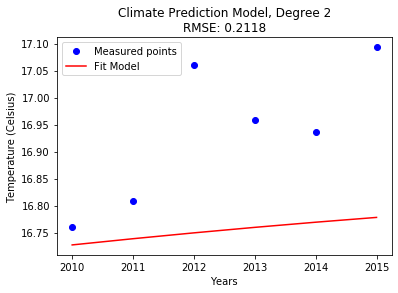 Climate Prediction Model, Degree 2
RMSE: 0.2118
Measured points
Fit Model
Temperature (Celsius)
17.10
17.05
17.00
16.95
16.90
16.85
16.80
16.75
2010
2011
2012
2013
2014
2015
Years